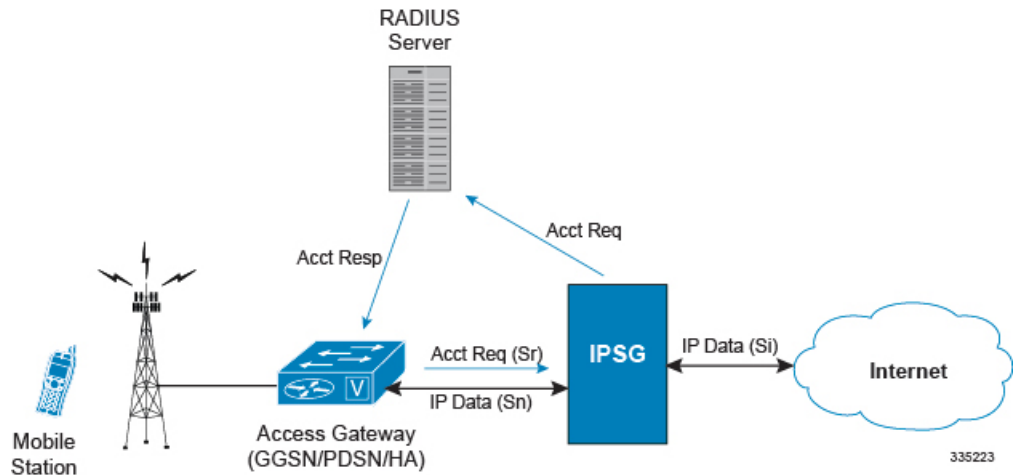 RADIUS
Server
Acct Resp
Acct Req
Acct Req (Sr)
IP Data (Sn)
IPSG
IP Data (Si)
Internet
V
Mobile
Station
Access Gateway
(GGSN/PDSN/HA)
335223